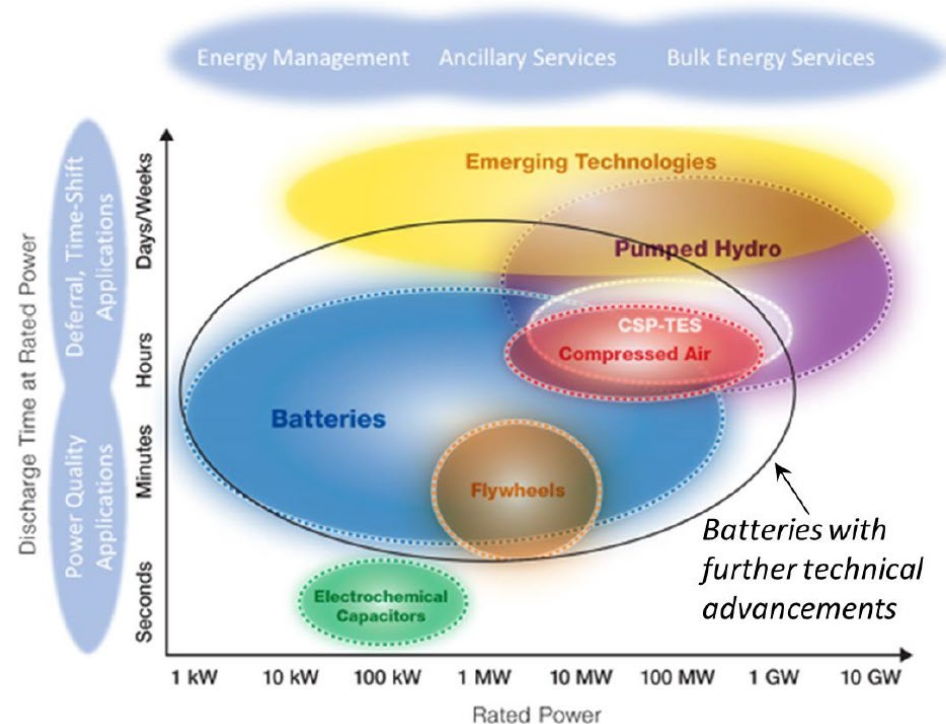 Energy Management
Ancillary Services
Bulk Energy Services
Discharge Time at Rated Power
Deferral, Time-Shift
Applications
Power Quality
Applications
Days/Weeks
Hours
Minutes
Seconds
Emerging Technologies
Pumped Hydro
CSP-TES
Compressed Air
Batteries
Flywheels
Electrochemical
Capacitors
Batteries with
further technical
advancements
1 kW
10 kW
100 kW
1 MW
10 MW
100 MW
1 GW
10 GW
Rated Power